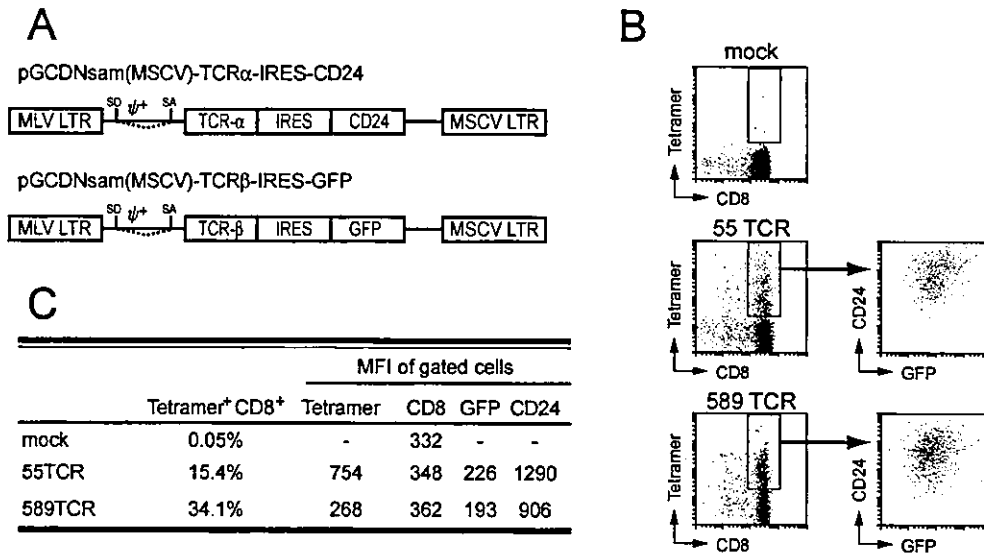 A
pGCDNsam(MSCV)-TCRα-IRES-CD24
SD ψ+ SA
MLV LTR TCR-α IRES CD24 MSCV LTR
pGCDNsam(MSCV)-TCRβ-IRES-GFP
SD ψ+ SA
MLV LTR TCR-β IRES GFP MSCV LTR
C
MFI of gated cells
Tetramer+ CD8+ Tetramer CD8 GFP CD24
mock 0.05% - 332 - -
55TCR 15.4% 754 348 226 1290
589TCR 34.1% 268 362 193 906
B
mock
Tetramer
CD8
55 TCR
Tetramer
CD8
CD24
GFP
589 TCR
Tetramer
CD8
CD24
GFP